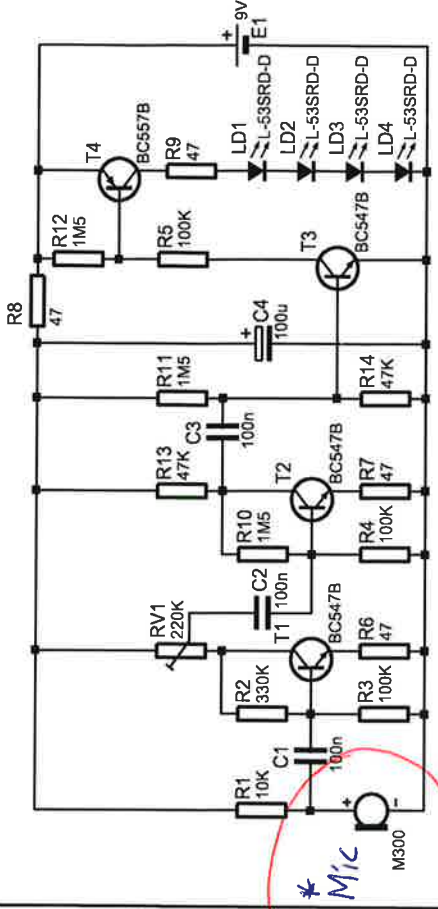 R8
47
R12
1M5
T4
BC557B
R5
100K
R9
47
LD1
L-53SRD-D
LD2
L-53SRD-D
LD3
L-53SRD-D
LD4
L-53SRD-D
+
9V
E1
T3
BC547B
+
C4
100u
R11
1M5
C3
100n
R14
47K
R13
47K
R10
1M5
T2
BC547B
R7
47
R4
100K
RV1
220K
C2
100n
T1
BC547B
R2
330K
R6
47
R3
100K
R1
10K
C1
100n
+
-
M300
*
Mic